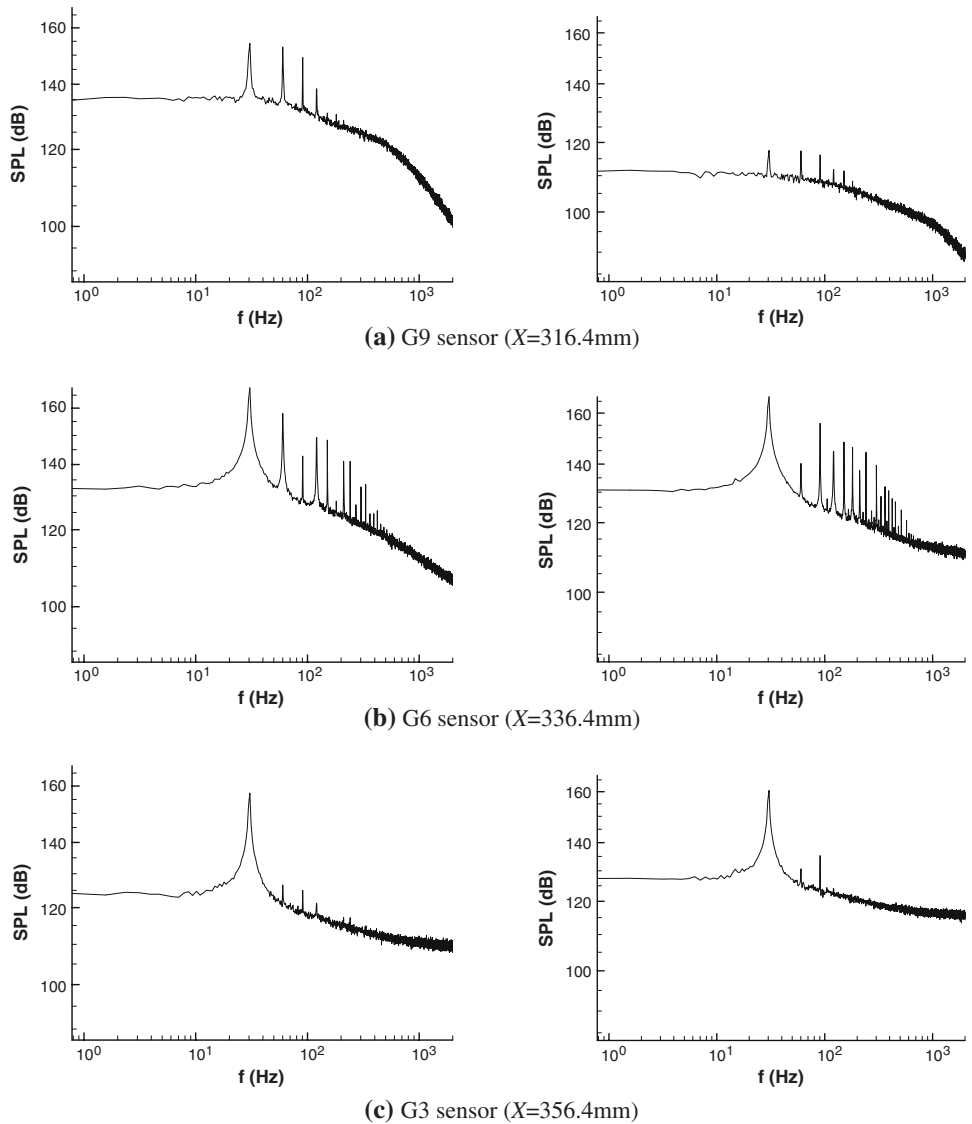 160
140
120
100
SPL (dB)
10^0 10^1 10^2 10^3
f (Hz)
160
140
120
100
SPL (dB)
10^0 10^1 10^2 10^3
f (Hz)
(a) G9 sensor (X=316.4mm)
160
140
120
100
SPL (dB)
10^0 10^1 10^2 10^3
f (Hz)
160
140
120
100
SPL (dB)
10^0 10^1 10^2 10^3
f (Hz)
(b) G6 sensor (X=336.4mm)
160
140
120
100
SPL (dB)
10^0 10^1 10^2 10^3
f (Hz)
160
140
120
100
SPL (dB)
10^0 10^1 10^2 10^3
f (Hz)
(c) G3 sensor (X=356.4mm)